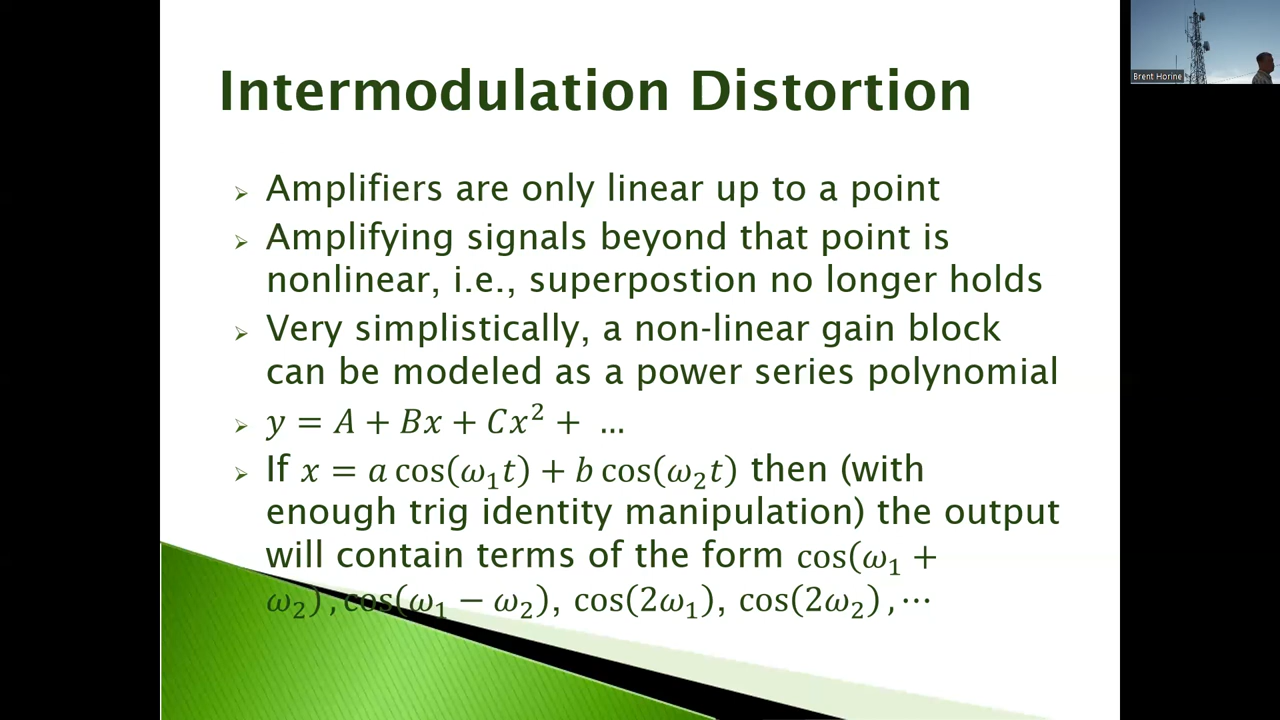 Intermodulation Distortion
Brent Horine
➢ Amplifiers are only linear up to a point
➢ Amplifying signals beyond that point is
nonlinear, i.e., superpostion no longer holds
➢ Very simplistically, a non-linear gain block
can be modeled as a power series polynomial
➢ y = A + Bx + Cx² + …
➢ If x = a cos(ω₁t) + b cos(ω₂t) then (with
enough trig identity manipulation) the output
will contain terms of the form cos(ω₁ +
ω₂), cos(ω₁ − ω₂), cos(2ω₁), cos(2ω₂), ⋯